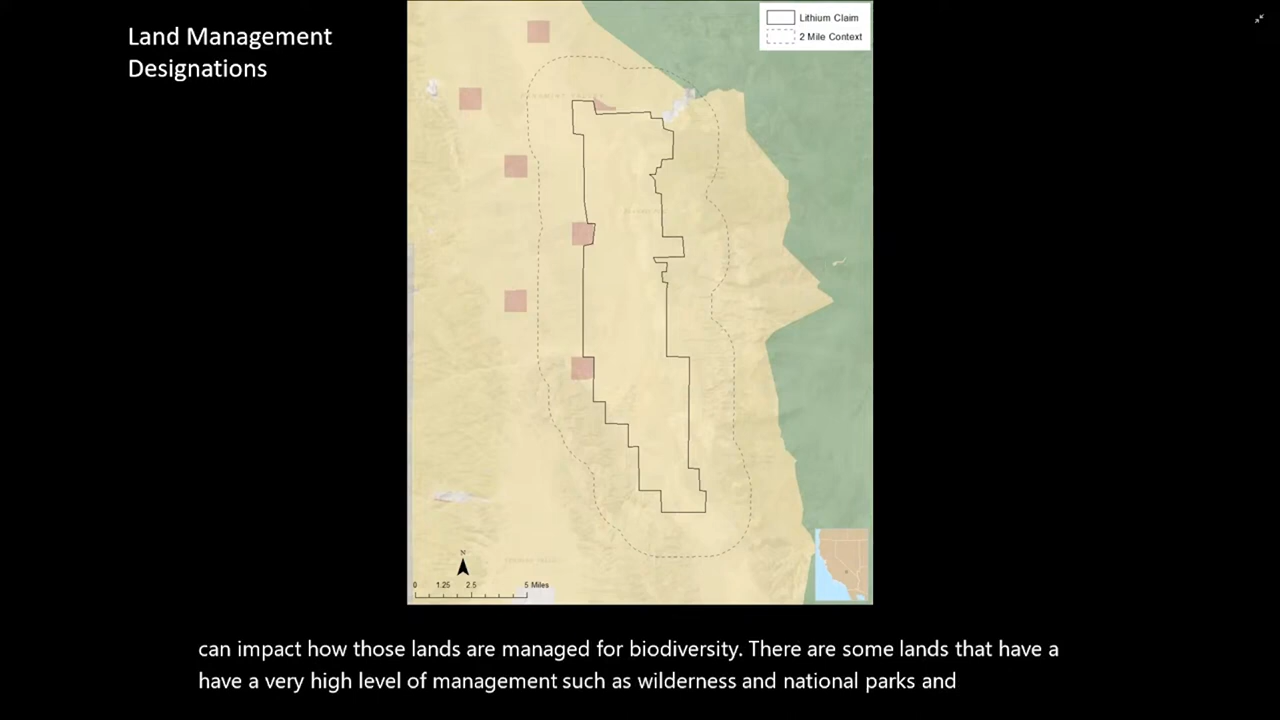 Land Management
Designations
Lithium Claim
2 Mile Context
N
0 1.25 2.5 5 Miles
can impact how those lands are managed for biodiversity. There are some lands that have a
have a very high level of management such as wilderness and national parks and